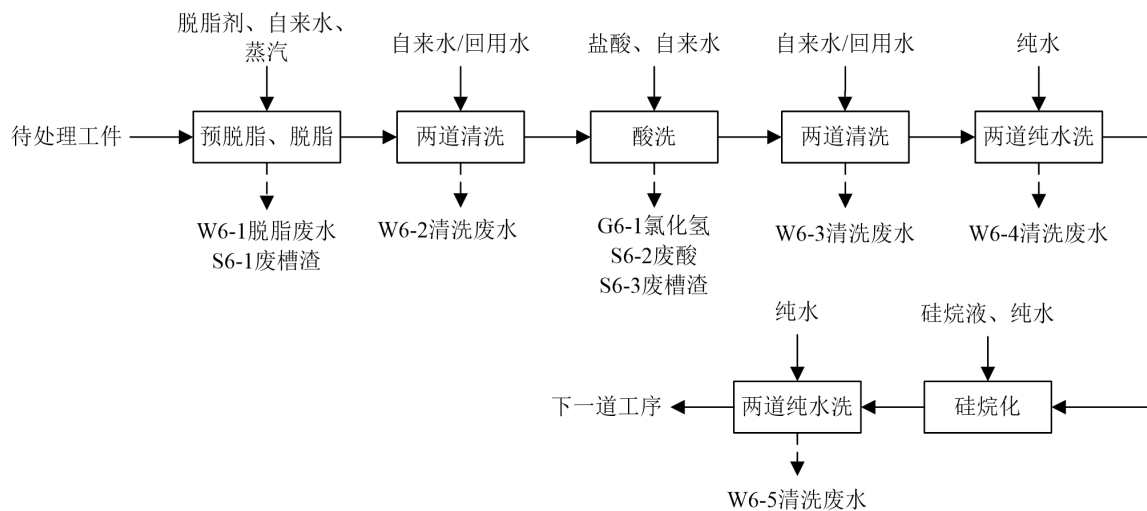 脱脂剂、自来水、
蒸汽
自来水/回用水
盐酸、自来水
自来水/回用水
纯水
待处理工件
预脱脂、脱脂
两道清洗
酸洗
两道清洗
两道纯水洗
W6-1脱脂废水
S6-1废槽渣
W6-2清洗废水
G6-1氯化氢
S6-2废酸
S6-3废槽渣
W6-3清洗废水
W6-4清洗废水
纯水
硅烷液、纯水
下一道工序
两道纯水洗
硅烷化
W6-5清洗废水